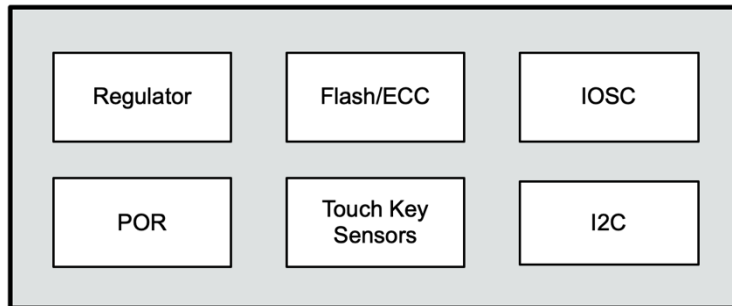 Regulator
Flash/ECC
IOSC
POR
Touch Key
Sensors
I2C